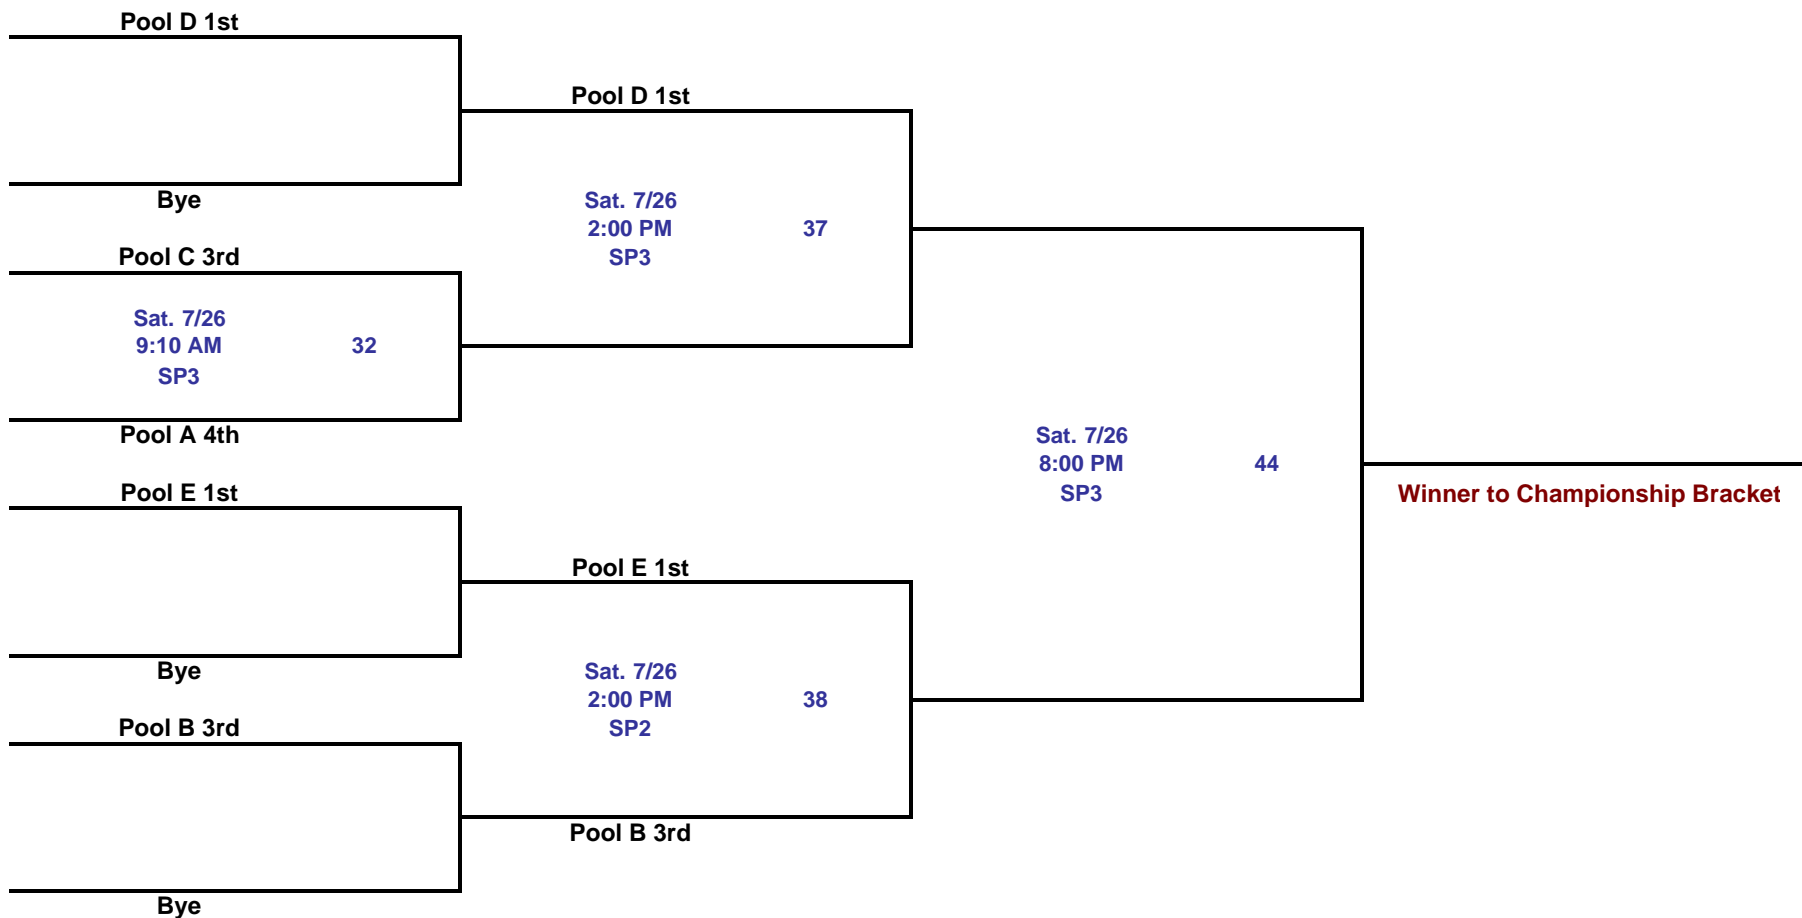 Pool D 1st
Pool D 1st
Bye
Sat. 7/26
2:00 PM 37
SP3
Pool C 3rd
Sat. 7/26
9:10 AM 32
SP3
Pool A 4th
Sat. 7/26
8:00 PM 44
SP3
Winner to Championship Bracket
Pool E 1st
Pool E 1st
Bye
Sat. 7/26
2:00 PM 38
SP2
Pool B 3rd
Pool B 3rd
Bye